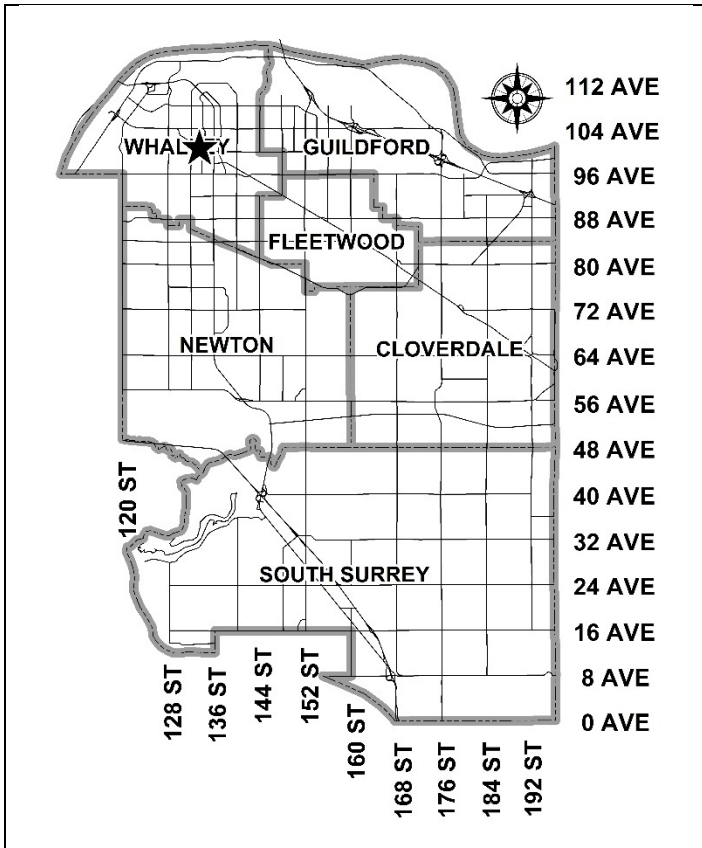 112 AVE
104 AVE
WHALLEY
GUILDFORD
96 AVE
88 AVE
FLEETWOOD
80 AVE
72 AVE
NEWTON
CLOVERDALE
64 AVE
56 AVE
48 AVE
120 ST
40 AVE
32 AVE
SOUTH SURREY
24 AVE
16 AVE
128 ST
136 ST
144 ST
152 ST
8 AVE
160 ST
0 AVE
168 ST
176 ST
184 ST
192 ST